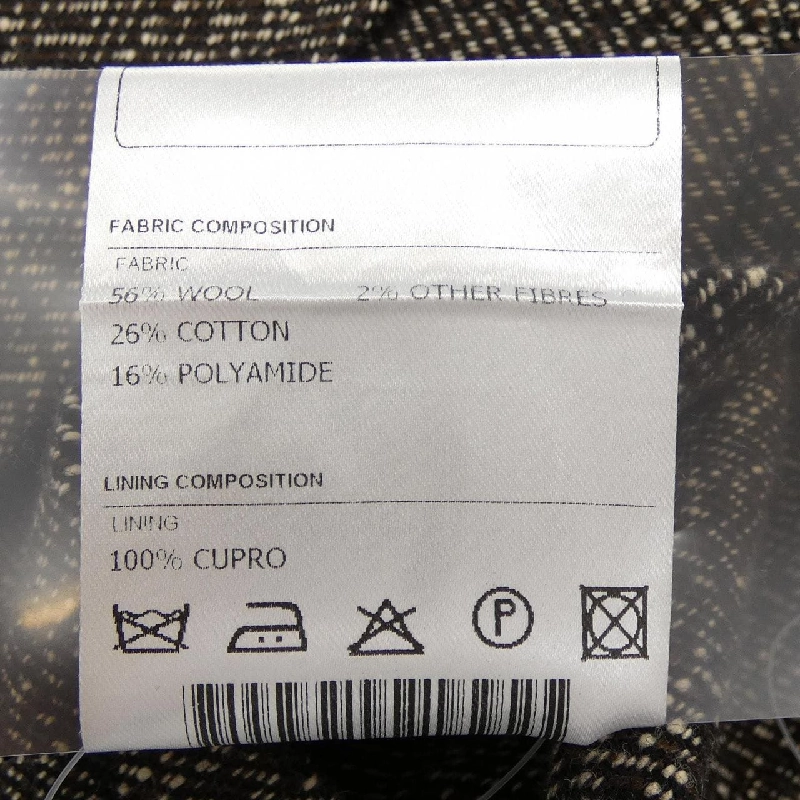 FABRIC COMPOSITION
FABRIC
56% WOOL 2% OTHER FIBRES
26% COTTON
16% POLYAMIDE
LINING COMPOSITION
LINING
100% CUPRO
P